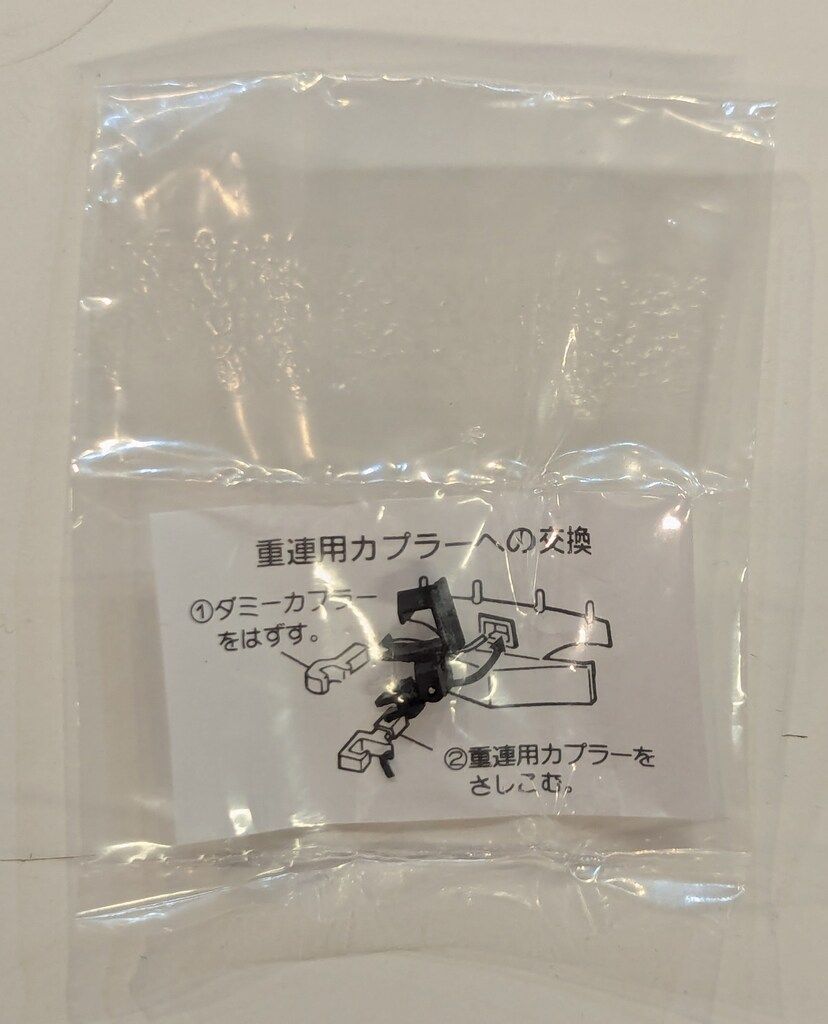 重連用カプラーへの交換
①ダミーカプラー
をはずす。
②重連用カプラーを
さしこむ。